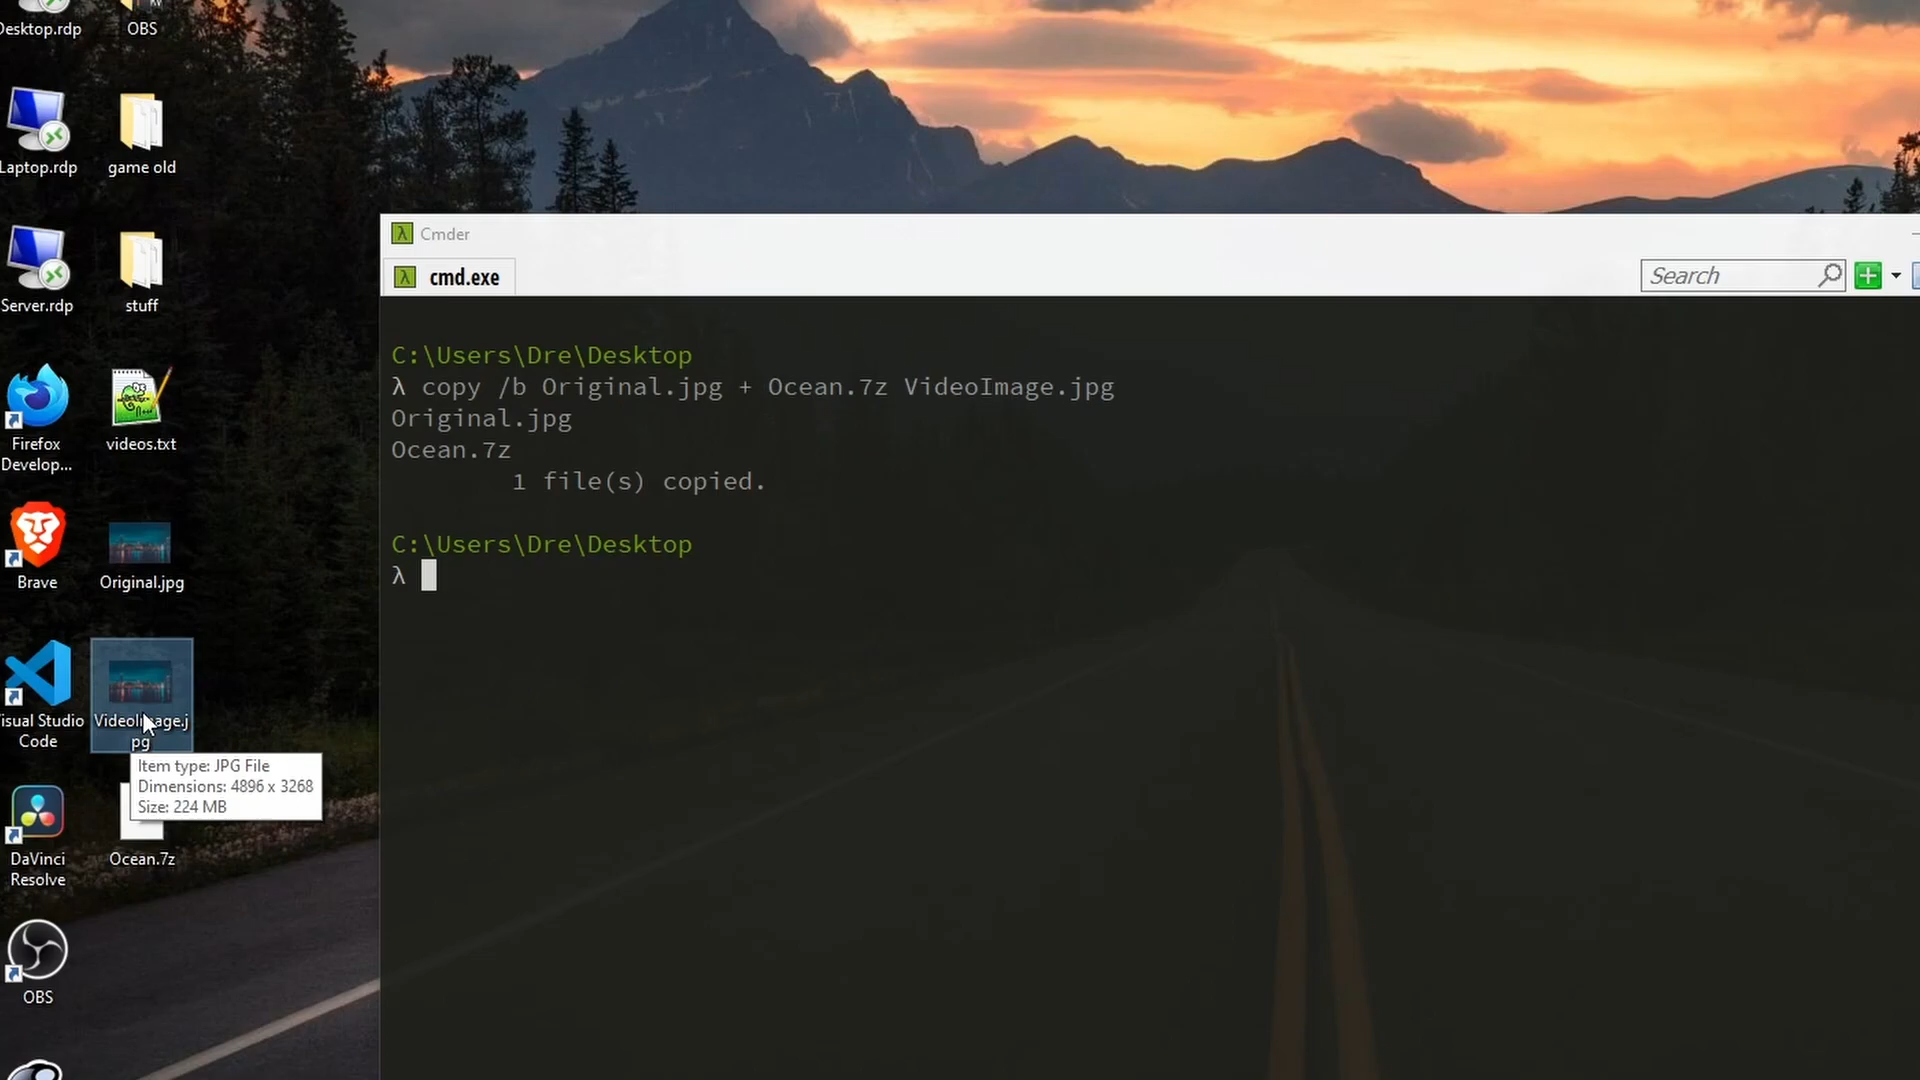 Desktop.rdp
OBS
Laptop.rdp
game old
Server.rdp
stuff
Firefox
Develop...
videos.txt
Brave
Original.jpg
isual Studio
Code
VideoImage.j
pg
Item type: JPG File
Dimensions: 4896 x 3268
Size: 224 MB
DaVinci
Resolve
Ocean.7z
OBS
Cmder
cmd.exe
Search
C:\Users\Dre\Desktop
λ copy /b Original.jpg + Ocean.7z VideoImage.jpg
Original.jpg
Ocean.7z
1 file(s) copied.
C:\Users\Dre\Desktop
λ